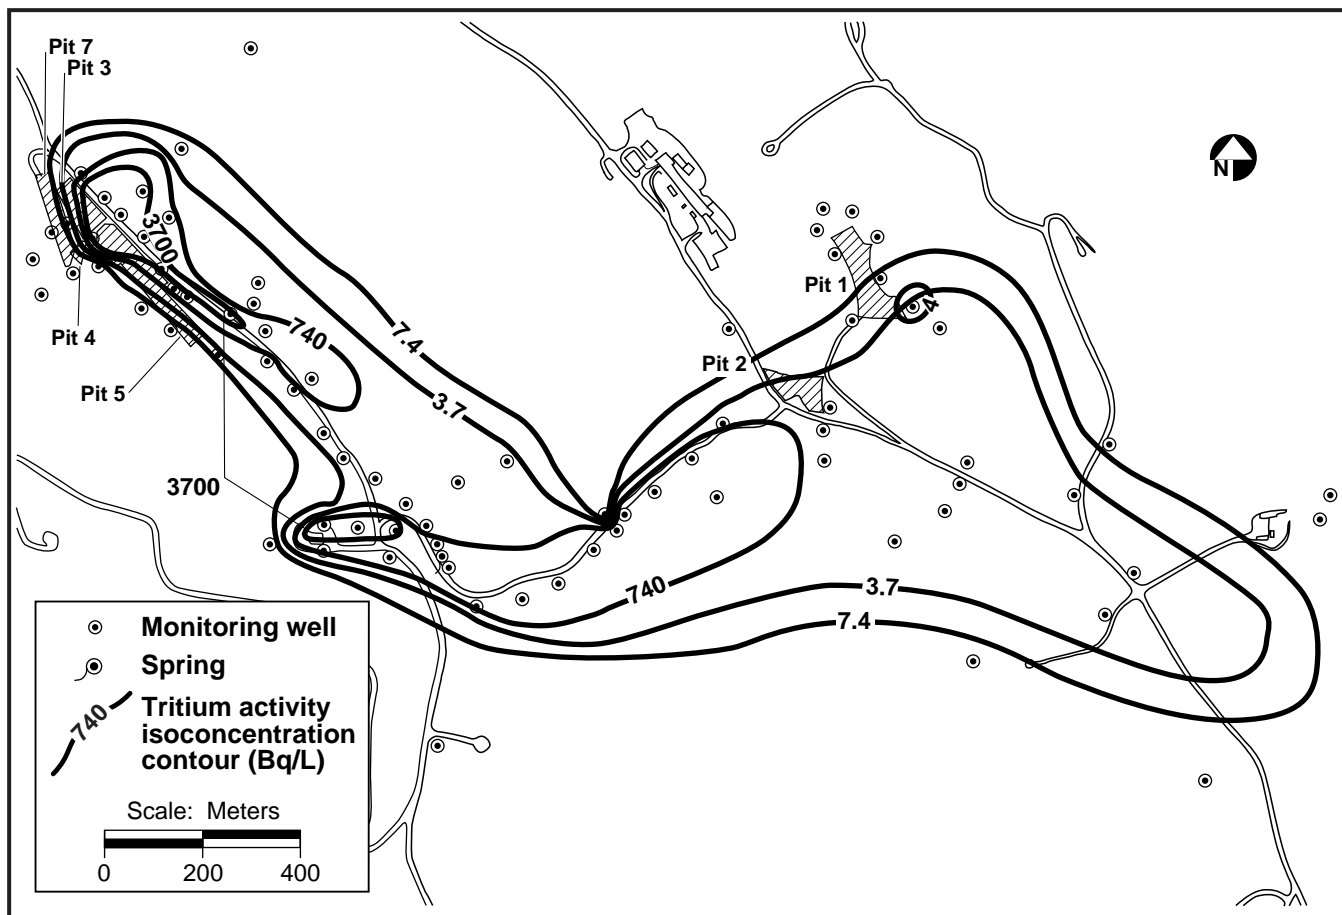 Pit 7
Pit 3
N
3700
Pit 1
4
740
7.4
Pit 4
Pit 2
Pit 5
3.7
3700
740
3.7
7.4
Monitoring well
Spring
740
Tritium activity
isoconcentration
contour (Bq/L)
Scale: Meters
0 200 400